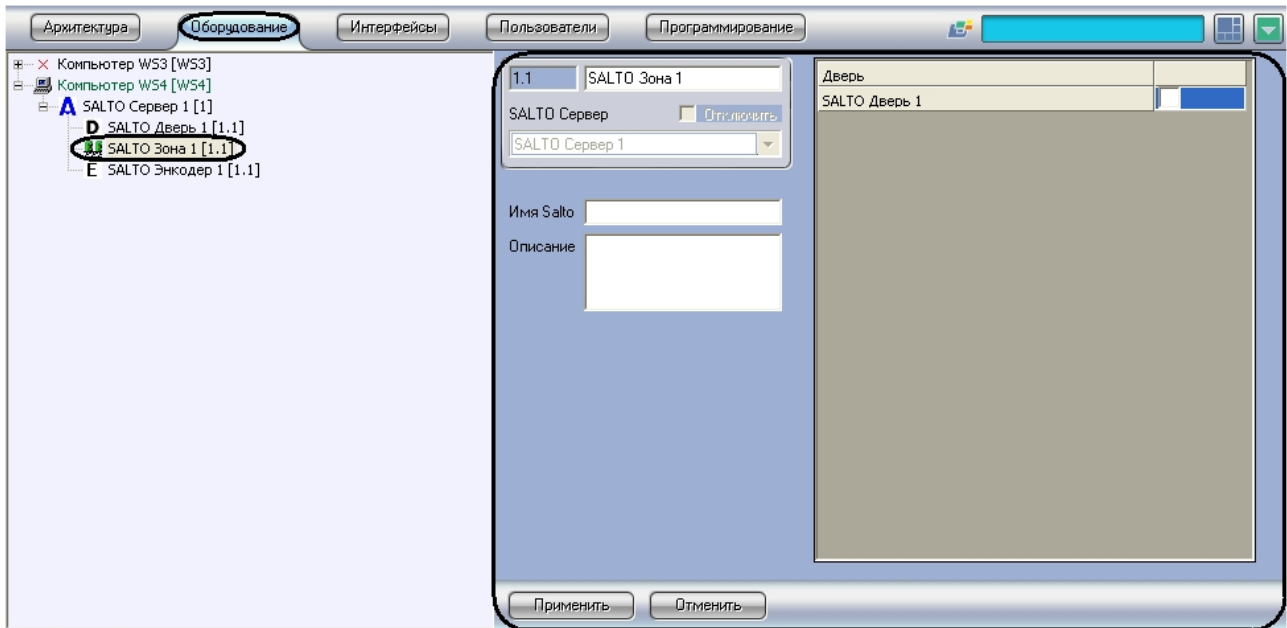 Архитектура Оборудование Интерфейсы Пользователи Программирование
Компьютер WS3 [WS3]
Компьютер WS4 [WS4]
A SALTO Сервер 1 [1]
D SALTO Дверь 1 [1.1]
SALTO Зона 1 [1.1]
E SALTO Энкодер 1 [1.1]
1.1 SALTO Зона 1
SALTO Сервер Отключить
SALTO Сервер 1
Имя Salto
Описание
Дверь
SALTO Дверь 1
Применить Отменить